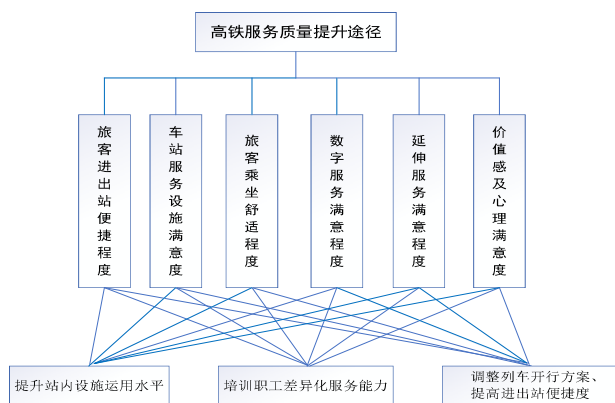 高铁服务质量提升途径
旅客进出站便捷程度
车站服务设施满意度
旅客乘坐舒适程度
数字服务满意程度
延伸服务满意程度
价值感及心理满意度
提升站内设施运用水平
培训职工差异化服务能力
调整列车开行方案、
提高进出站便捷度